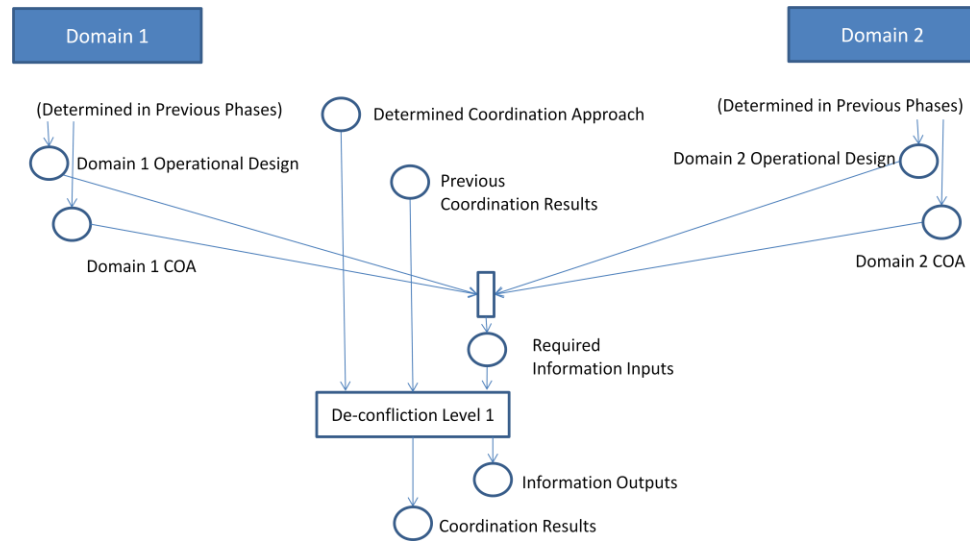 Domain 1
Domain 2
(Determined in Previous Phases)
Determined Coordination Approach
(Determined in Previous Phases)
Domain 1 Operational Design
Domain 2 Operational Design
Previous
Coordination Results
Domain 1 COA
Domain 2 COA
Required
Information Inputs
De-confliction Level 1
Information Outputs
Coordination Results